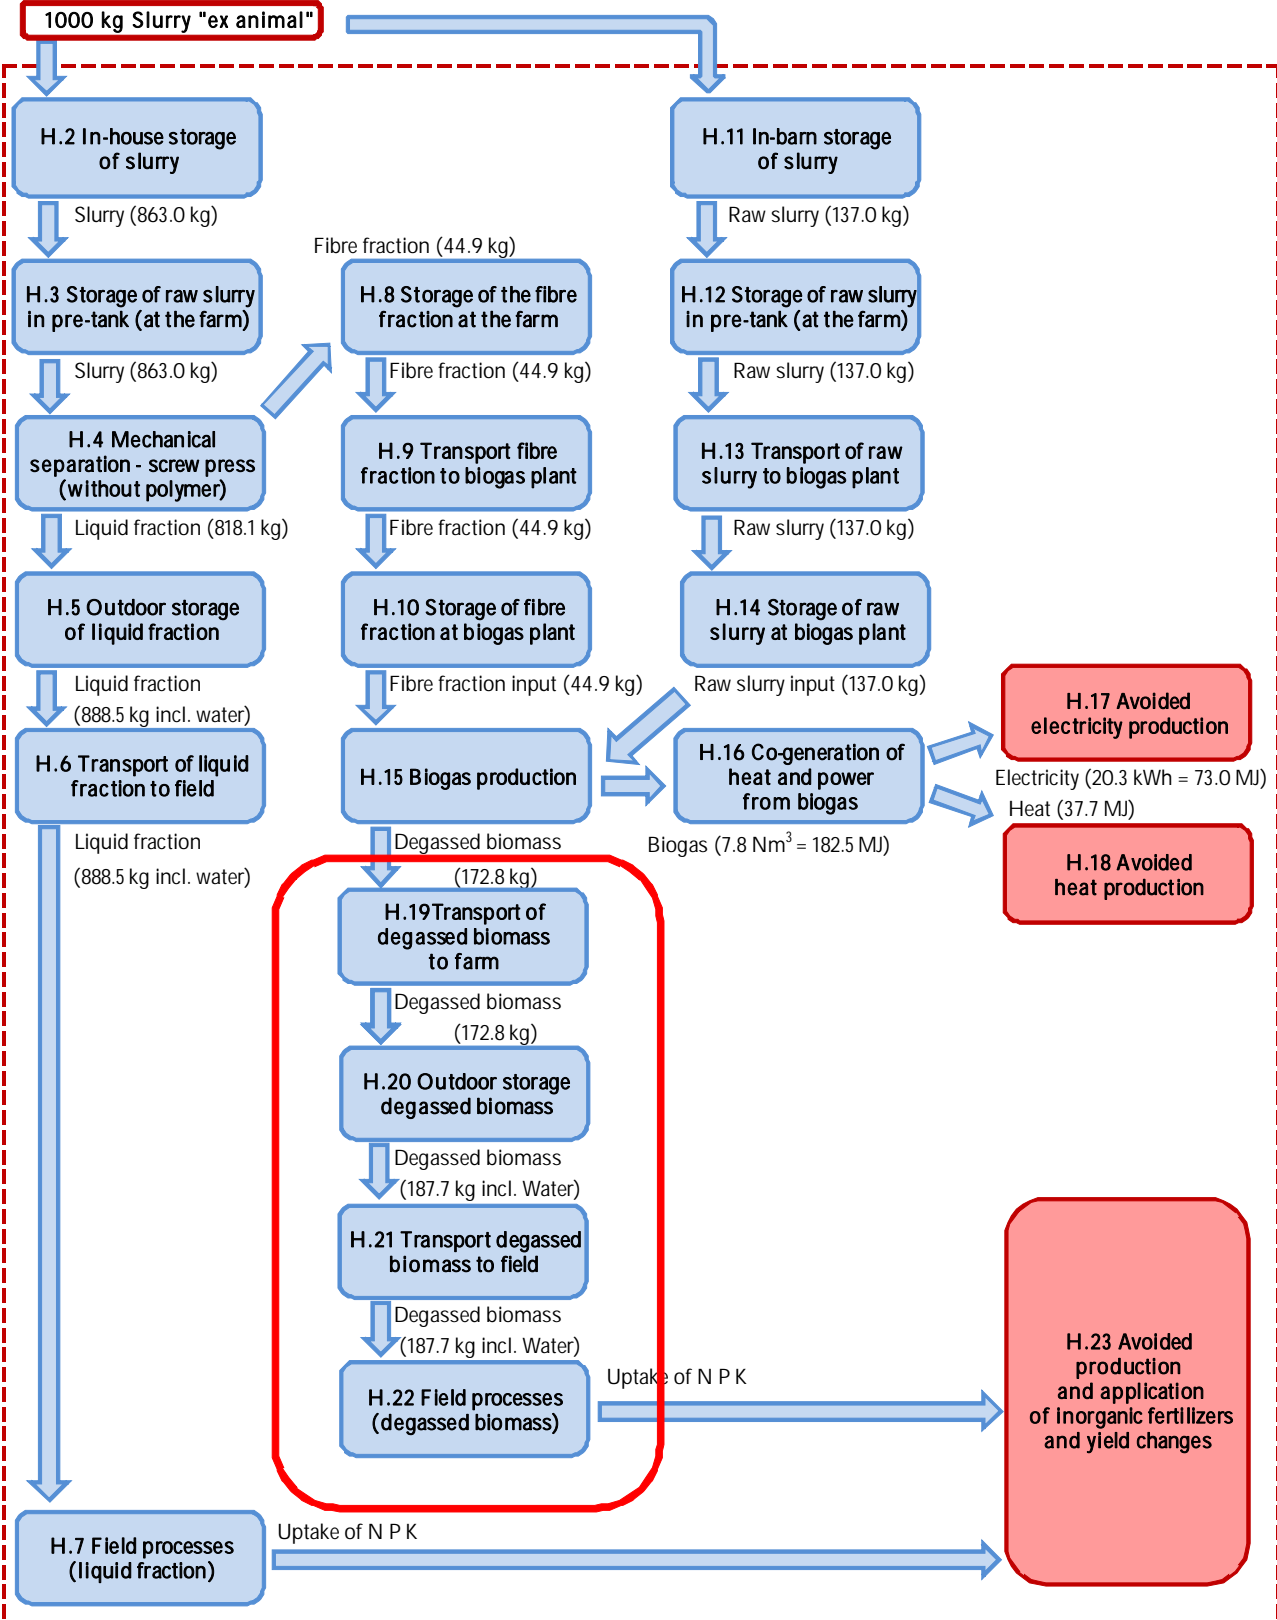 1000 kg Slurry "ex animal"
H.2 In-house storage
of slurry
H.11 In-barn storage
of slurry
Slurry (863.0 kg)
Raw slurry (137.0 kg)
Fibre fraction (44.9 kg)
H.3 Storage of raw slurry
in pre-tank (at the farm)
H.8 Storage of the fibre
fraction at the farm
H.12 Storage of raw slurry
in pre-tank (at the farm)
Slurry (863.0 kg)
Fibre fraction (44.9 kg)
Raw slurry (137.0 kg)
H.4 Mechanical
separation - screw press
(without polymer)
H.9 Transport fibre
fraction to biogas plant
H.13 Transport of raw
slurry to biogas plant
Liquid fraction (818.1 kg)
Fibre fraction (44.9 kg)
Raw slurry (137.0 kg)
H.5 Outdoor storage
of liquid fraction
H.10 Storage of fibre
fraction at biogas plant
H.14 Storage of raw
slurry at biogas plant
Liquid fraction
(888.5 kg incl. water)
Fibre fraction input (44.9 kg)
Raw slurry input (137.0 kg)
H.17 Avoided
electricity production
H.6 Transport of liquid
fraction to field
H.15 Biogas production
H.16 Co-generation of
heat and power
from biogas
Electricity (20.3 kWh = 73.0 MJ)
Heat (37.7 MJ)
Liquid fraction
(888.5 kg incl. water)
Degassed biomass
(172.8 kg)
Biogas (7.8 Nm³ = 182.5 MJ)
H.18 Avoided
heat production
H.19Transport of
degassed biomass
to farm
Degassed biomass
(172.8 kg)
H.20 Outdoor storage
degassed biomass
Degassed biomass
(187.7 kg incl. Water)
H.21 Transport degassed
biomass to field
Degassed biomass
(187.7 kg incl. Water)
H.22 Field processes
(degassed biomass)
Uptake of N P K
H.23 Avoided
production
and application
of inorganic fertilizers
and yield changes
H.7 Field processes
(liquid fraction)
Uptake of N P K